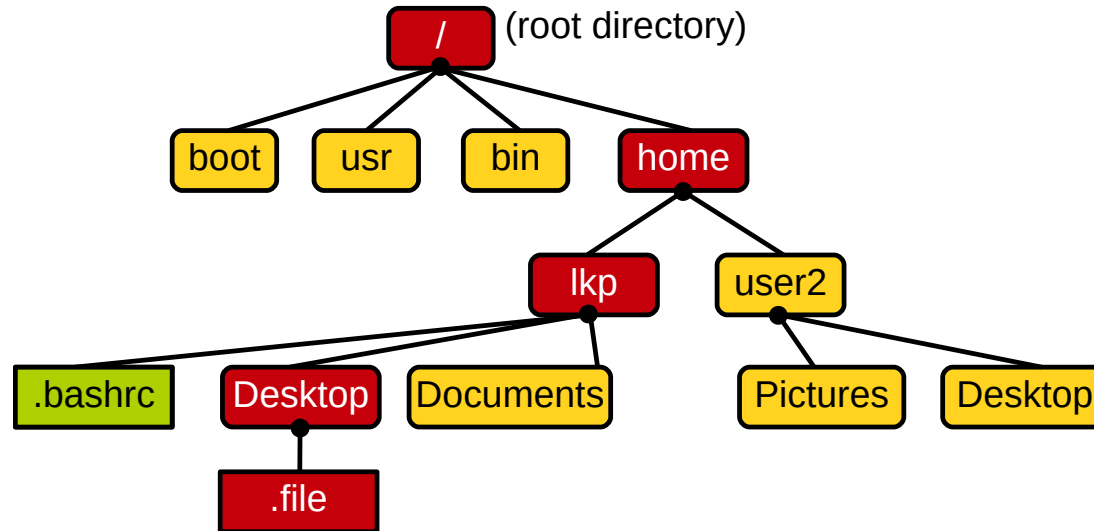 / (root directory)
boot usr bin home
lkp user2
.bashrc Desktop Documents Pictures Desktop
.file